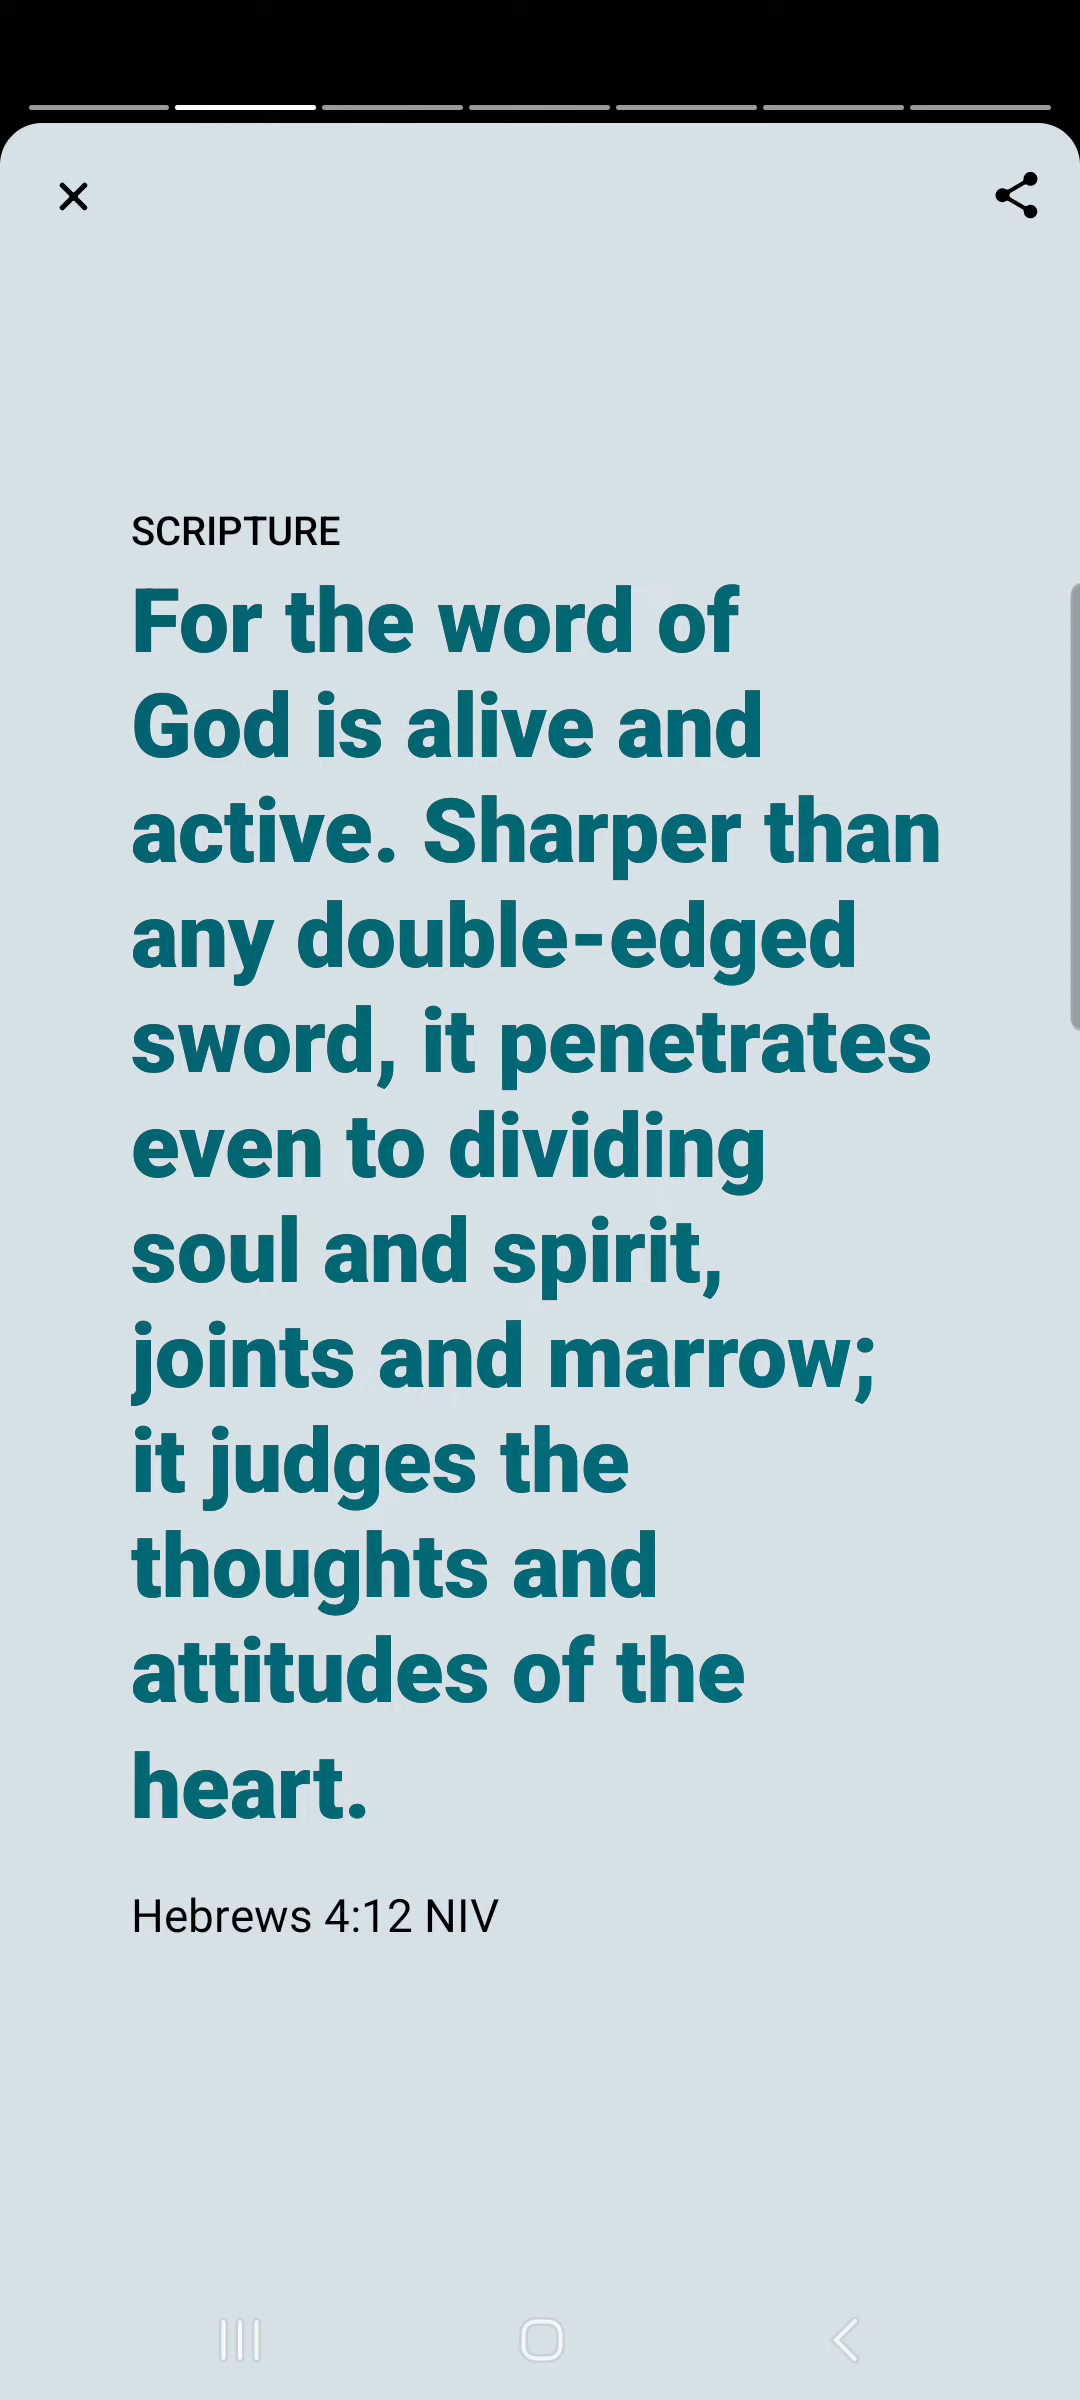 SCRIPTURE
For the word of
God is alive and
active. Sharper than
any double-edged
sword, it penetrates
even to dividing
soul and spirit,
joints and marrow;
it judges the
thoughts and
attitudes of the
heart.
Hebrews 4:12 NIV